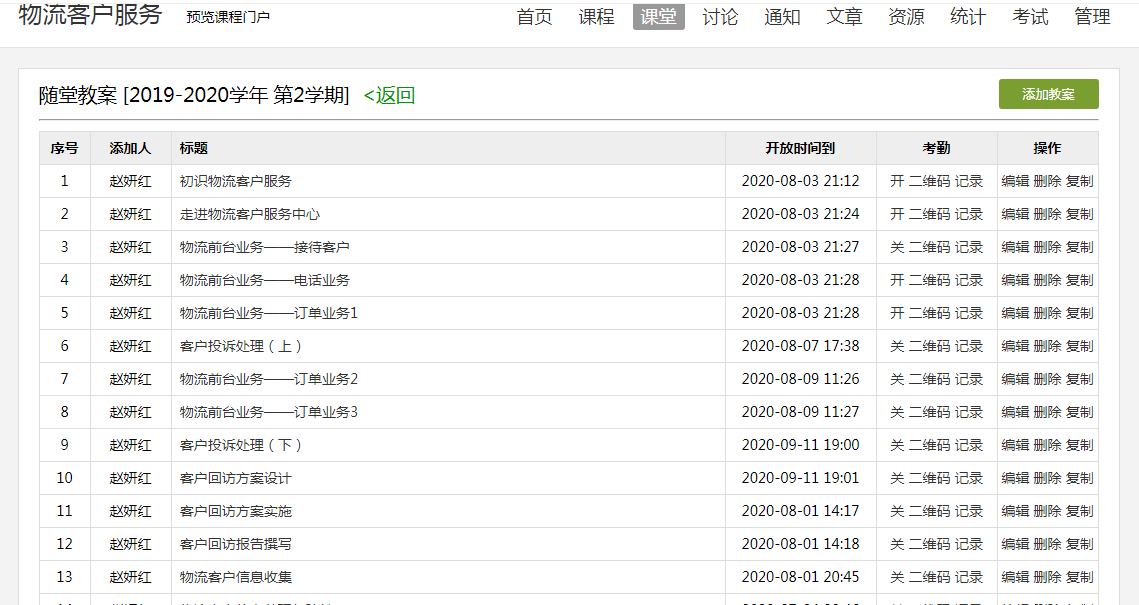 物流客户服务 预览课程门户 首页 课程 课堂 讨论 通知 文章 资源 统计 考试 管理
随堂教案 [2019-2020学年 第2学期] <返回 添加教案
序号 添加人 标题 开放时间到 考勤 操作
1 赵妍红 初识物流客户服务 2020-08-03 21:12 开 二维码 记录 编辑 删除 复制
2 赵妍红 走进物流客户服务中心 2020-08-03 21:24 开 二维码 记录 编辑 删除 复制
3 赵妍红 物流前台业务——接待客户 2020-08-03 21:27 关 二维码 记录 编辑 删除 复制
4 赵妍红 物流前台业务——电话业务 2020-08-03 21:28 开 二维码 记录 编辑 删除 复制
5 赵妍红 物流前台业务——订单业务1 2020-08-03 21:28 开 二维码 记录 编辑 删除 复制
6 赵妍红 客户投诉处理（上） 2020-08-07 17:38 关 二维码 记录 编辑 删除 复制
7 赵妍红 物流前台业务——订单业务2 2020-08-09 11:26 关 二维码 记录 编辑 删除 复制
8 赵妍红 物流前台业务——订单业务3 2020-08-09 11:27 关 二维码 记录 编辑 删除 复制
9 赵妍红 客户投诉处理（下） 2020-09-11 19:00 关 二维码 记录 编辑 删除 复制
10 赵妍红 客户回访方案设计 2020-09-11 19:01 关 二维码 记录 编辑 删除 复制
11 赵妍红 客户回访方案实施 2020-08-01 14:17 关 二维码 记录 编辑 删除 复制
12 赵妍红 客户回访报告撰写 2020-08-01 14:18 关 二维码 记录 编辑 删除 复制
13 赵妍红 物流客户信息收集 2020-08-01 20:45 关 二维码 记录 编辑 删除 复制